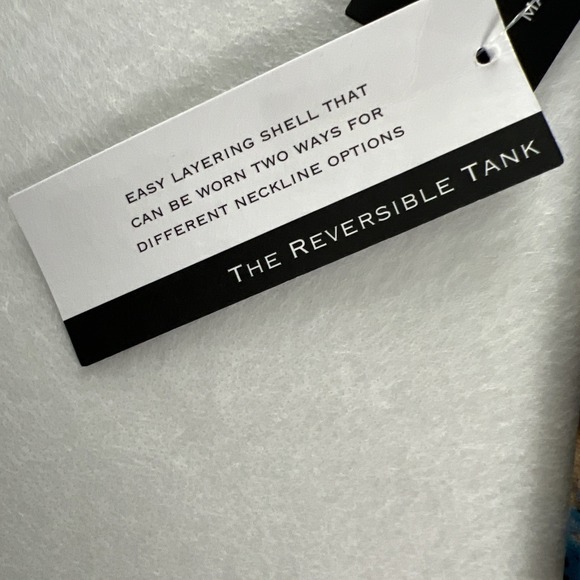 EASY LAYERING SHELL THAT
CAN BE WORN TWO WAYS FOR
DIFFERENT NECKLINE OPTIONS
THE REVERSIBLE TANK